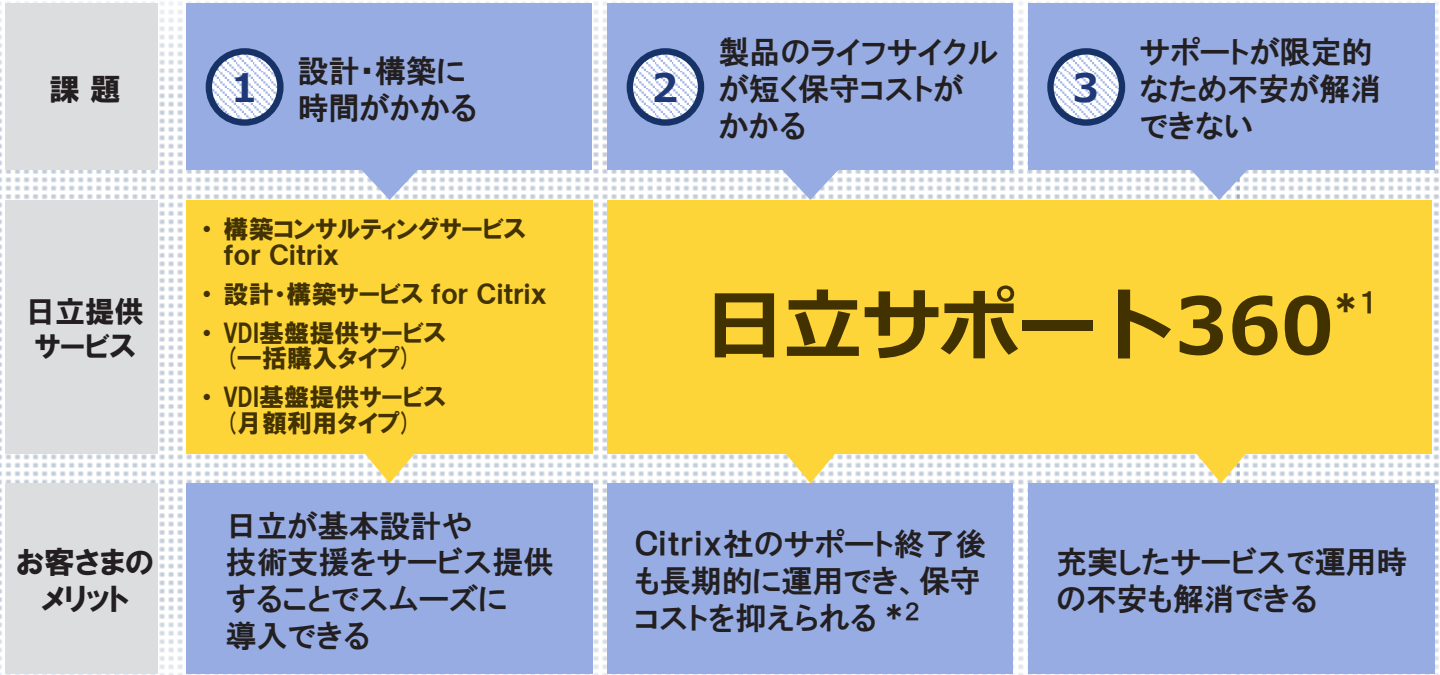 課題
1
設計・構築に
時間がかかる
2
製品のライフサイクル
が短く保守コストが
かかる
3
サポートが限定的
なため不安が解消
できない
日立提供
サービス
・ 構築コンサルティングサービス
for Citrix
・ 設計・構築サービス for Citrix
・ VDI基盤提供サービス
(一括購入タイプ)
・ VDI基盤提供サービス
(月額利用タイプ)
日立サポート360*1
お客さまの
メリット
日立が基本設計や
技術支援をサービス提供
することでスムーズに
導入できる
Citrix社のサポート終了後
も長期的に運用でき、保守
コストを抑えられる *2
充実したサービスで運用時
の不安も解消できる